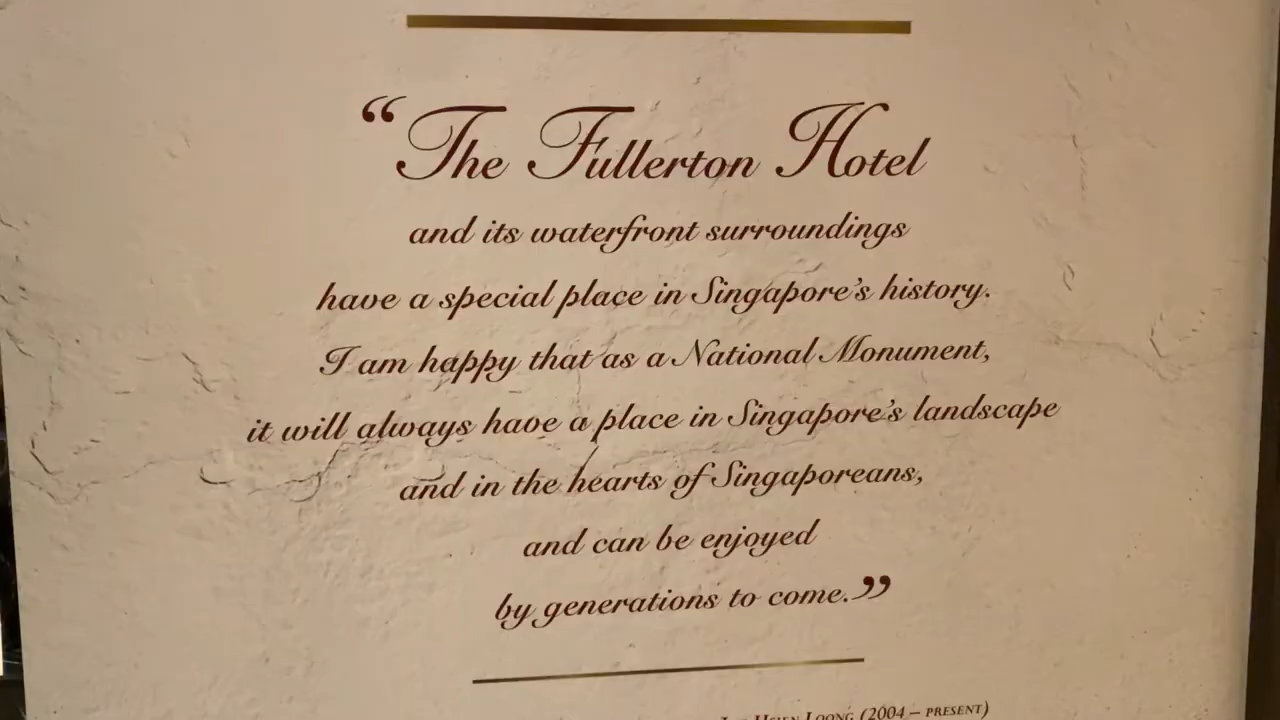 “The Fullerton Hotel
and its waterfront surroundings
have a special place in Singapore’s history.
I am happy that as a National Monument,
it will always have a place in Singapore’s landscape
and in the hearts of Singaporeans,
and can be enjoyed
by generations to come.”
Hsien Loong (2004 – present)